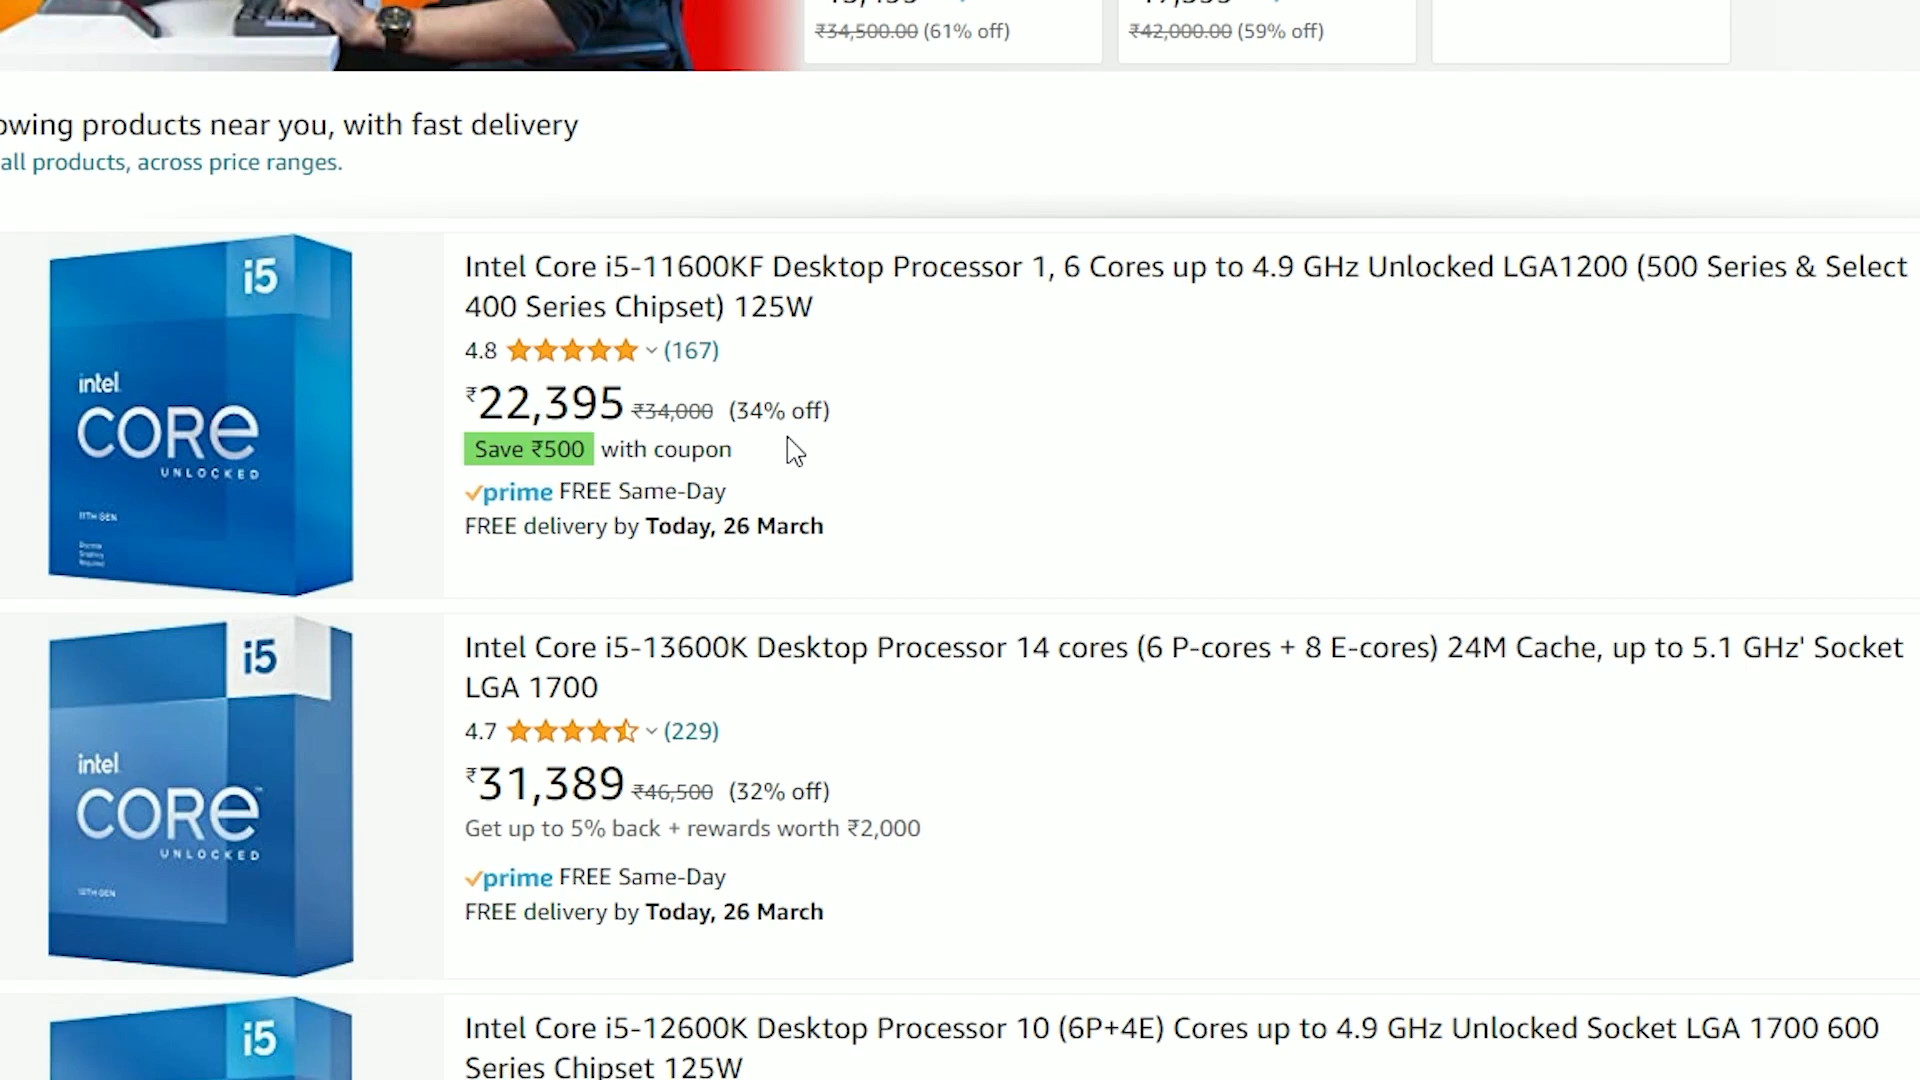 ₹34,500.00 (61% off)
₹42,000.00 (59% off)
owing products near you, with fast delivery
all products, across price ranges.
i5
intel
CORE
UNLOCKED
11TH GEN
Discrete
Graphics
Required
Intel Core i5-11600KF Desktop Processor 1, 6 Cores up to 4.9 GHz Unlocked LGA1200 (500 Series & Select
400 Series Chipset) 125W
4.8 (167)
₹22,395 ₹34,000 (34% off)
Save ₹500 with coupon
prime FREE Same-Day
FREE delivery by Today, 26 March
i5
intel
CORE™
UNLOCKED
Intel Core i5-13600K Desktop Processor 14 cores (6 P-cores + 8 E-cores) 24M Cache, up to 5.1 GHz' Socket
LGA 1700
4.7 (229)
₹31,389 ₹46,500 (32% off)
Get up to 5% back + rewards worth ₹2,000
prime FREE Same-Day
FREE delivery by Today, 26 March
i5
Intel Core i5-12600K Desktop Processor 10 (6P+4E) Cores up to 4.9 GHz Unlocked Socket LGA 1700 600
Series Chipset 125W